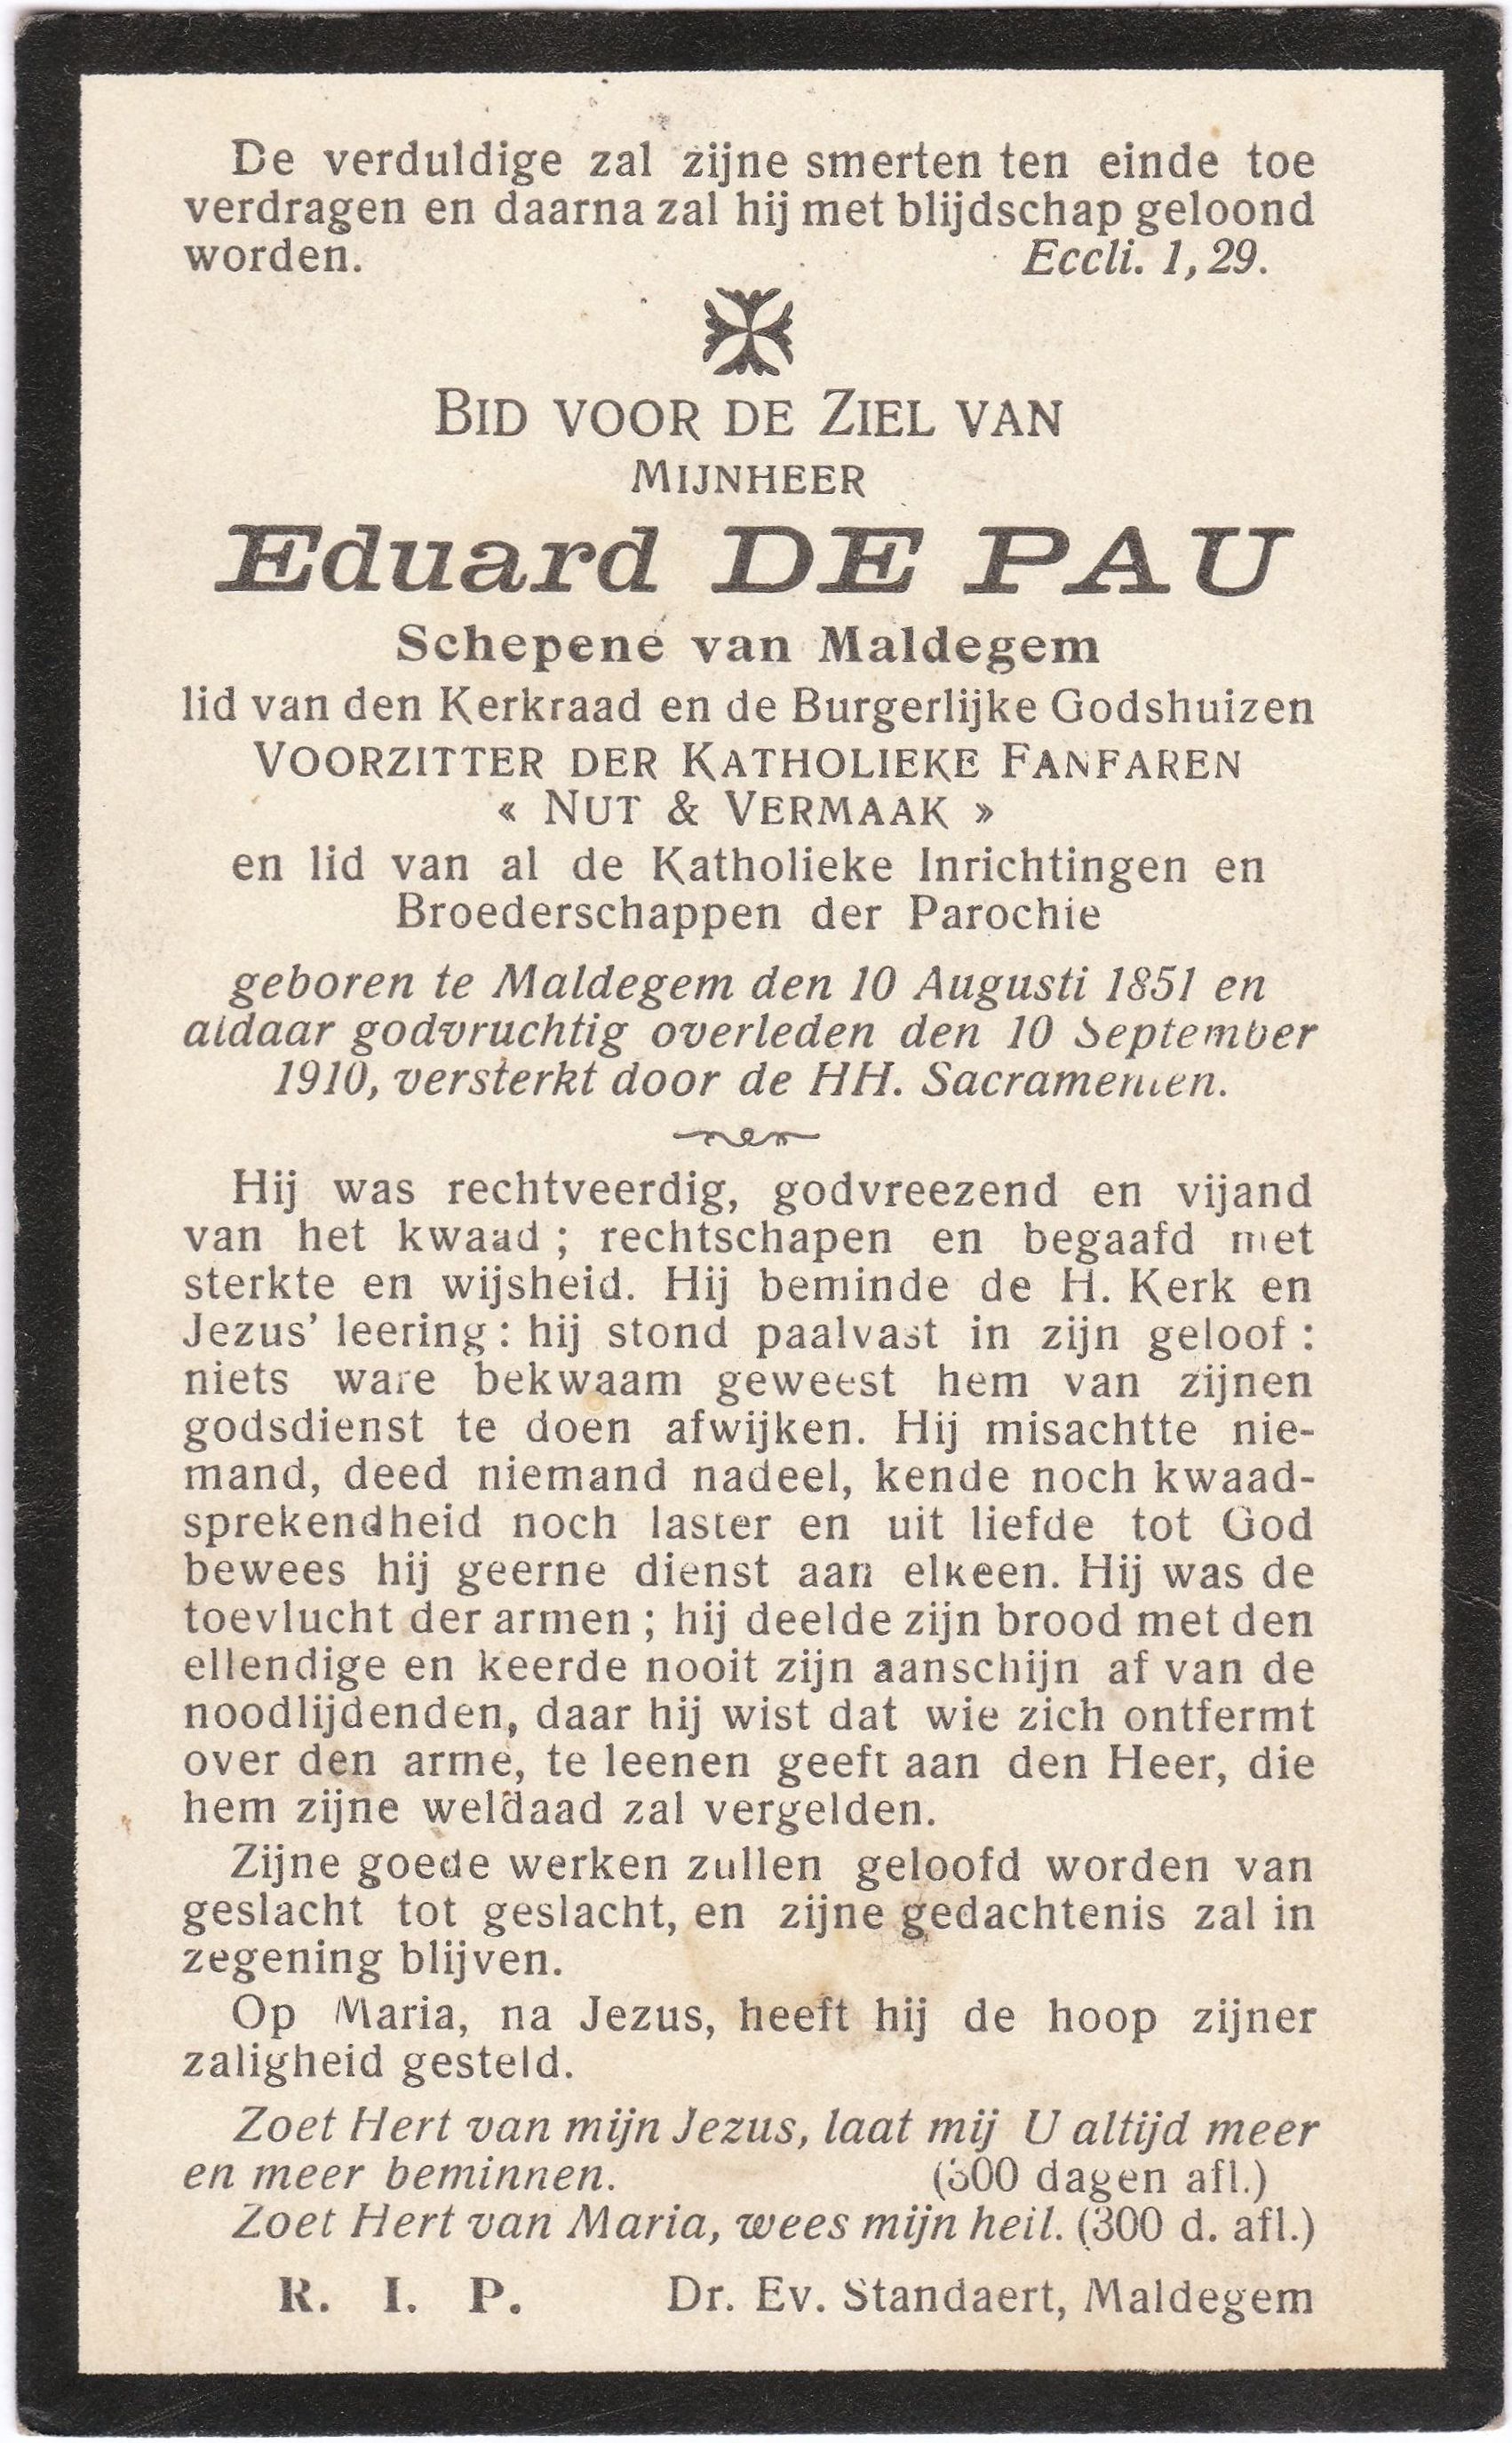 De verduldige zal zijne smerten ten einde toe
verdragen en daarna zal hij met blijdschap geloond
worden. Eccli. 1, 29.
BID VOOR DE ZIEL VAN
MIJNHEER
Eduard DE PAU
Schepene van Maldegem
lid van den Kerkraad en de Burgerlijke Godshuizen
VOORZITTER DER KATHOLIEKE FANFAREN
« NUT & VERMAAK »
en lid van al de Katholieke Inrichtingen en
Broederschappen der Parochie
geboren te Maldegem den 10 Augusti 1851 en
aldaar godvruchtig overleden den 10 September
1910, versterkt door de HH. Sacramenten.
Hij was rechtveerdig, godvreezend en vijand
van het kwaad ; rechtschapen en begaafd met
sterkte en wijsheid. Hij beminde de H. Kerk en
Jezus' leering : hij stond paalvast in zijn geloof :
niets ware bekwaam geweest hem van zijnen
godsdienst te doen afwijken. Hij misachtte nie-
mand, deed niemand nadeel, kende noch kwaad-
sprekendheid noch laster en uit liefde tot God
bewees hij geerne dienst aan elkeen. Hij was de
toevlucht der armen ; hij deelde zijn brood met den
ellendige en keerde nooit zijn aanschijn af van de
noodlijdenden, daar hij wist dat wie zich ontfermt
over den arme, te leenen geeft aan den Heer, die
hem zijne weldaad zal vergelden.
Zijne goede werken zullen geloofd worden van
geslacht tot geslacht, en zijne gedachtenis zal in
zegening blijven.
Op Maria, na Jezus, heeft hij de hoop zijner
zaligheid gesteld.
Zoet Hert van mijn Jezus, laat mij U altijd meer
en meer beminnen. (300 dagen afl.)
Zoet Hert van Maria, wees mijn heil. (300 d. afl.)
R. I. P. Dr. Ev. Standaert, Maldegem